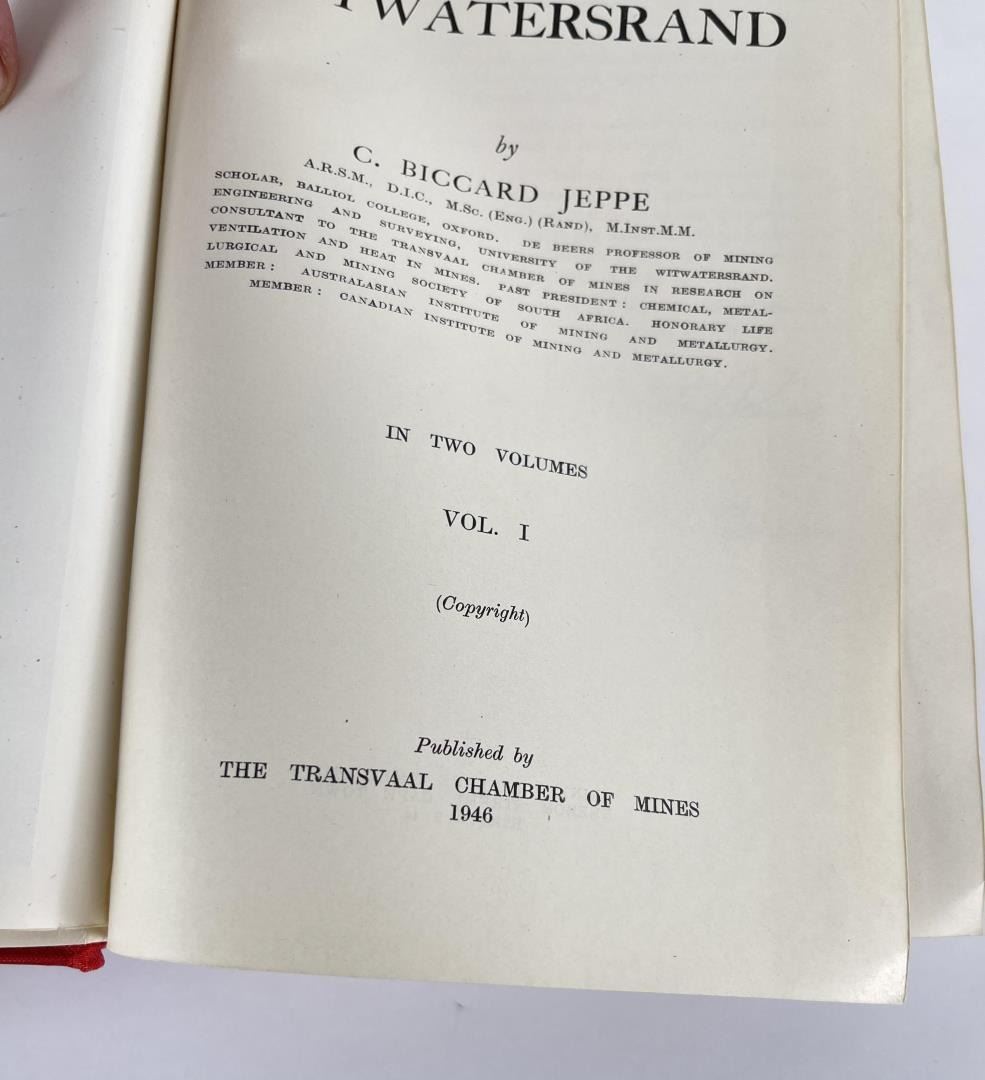 TWATERSRAND
by
C. BICCARD JEPPE
A.R.S.M., D.I.C., M.Sc. (Eng.) (Rand), M.Inst.M.M.
SCHOLAR, BALLIOL COLLEGE, OXFORD. DE BEERS PROFESSOR OF MINING
ENGINEERING AND SURVEYING, UNIVERSITY OF THE WITWATERSRAND.
CONSULTANT TO THE TRANSVAAL CHAMBER OF MINES IN RESEARCH ON
VENTILATION AND HEAT IN MINES. PAST PRESIDENT: CHEMICAL, METAL-
LURGICAL AND MINING SOCIETY OF SOUTH AFRICA. HONORARY LIFE
MEMBER: AUSTRALASIAN INSTITUTE OF MINING AND METALLURGY.
MEMBER: CANADIAN INSTITUTE OF MINING AND METALLURGY.
IN TWO VOLUMES
VOL. I
(Copyright)
Published by
THE TRANSVAAL CHAMBER OF MINES
1946